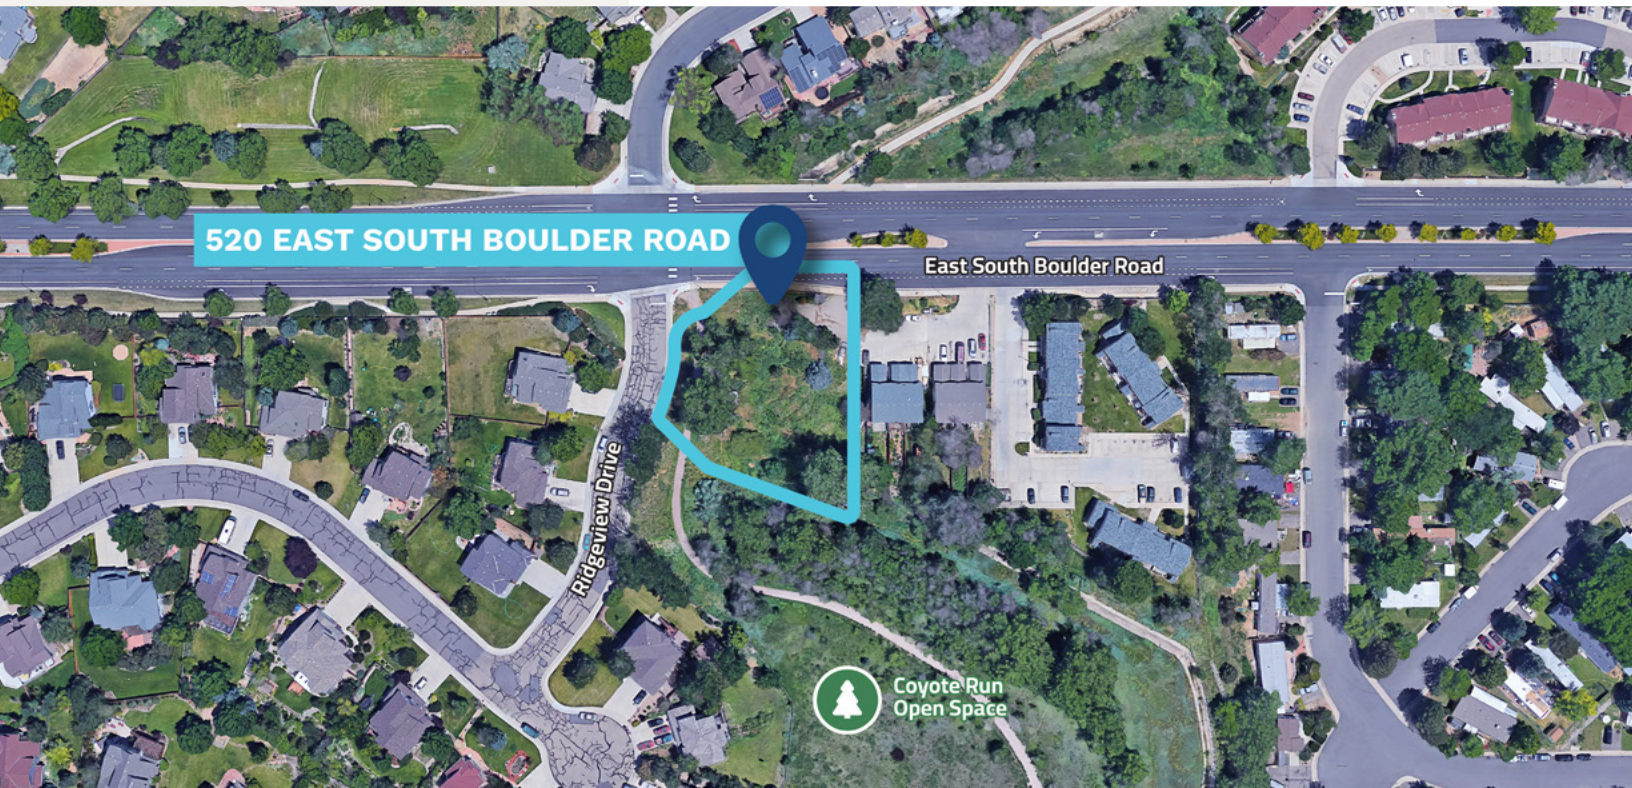 520 EAST SOUTH BOULDER ROAD
East South Boulder Road
Ridgeview Drive
Coyote Run
Open Space